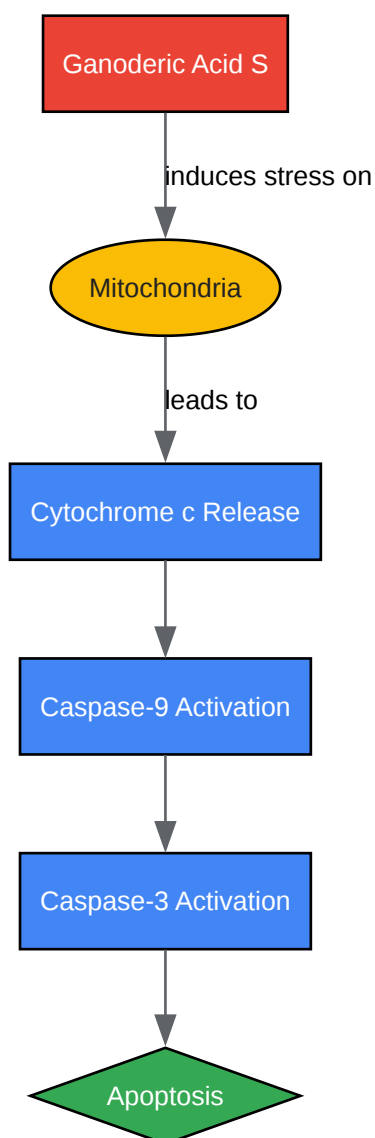 Ganoderic Acid S
induces stress on
Mitochondria
leads to
Cytochrome c Release
Caspase-9 Activation
Caspase-3 Activation
Apoptosis